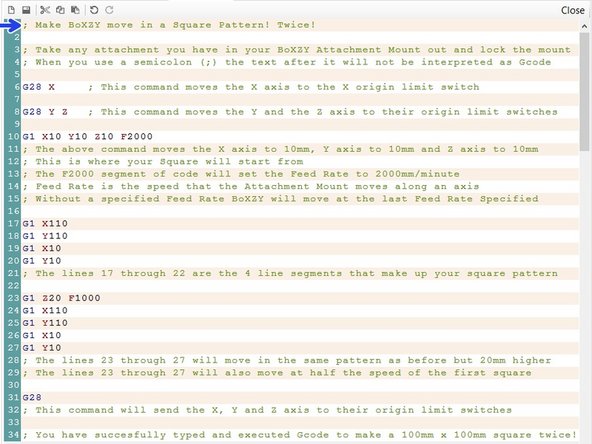 Close
1 ; Make BoXZY move in a Square Pattern! Twice!
2
3 ; Take any attachment you have in your BoXZY Attachment Mount out and lock the mount
4 ; When you use a semicolon (;) the text after it will not be interpreted as Gcode
5
6 G28 X ; This command moves the X axis to the X origin limit switch
7
8 G28 Y Z ; This command moves the Y and the Z axis to their origin limit switches
9
10 G1 X10 Y10 Z10 F2000
11 ; The above command moves the X axis to 10mm, Y axis to 10mm and Z axis to 10mm
12 ; This is where your Square will start from
13 ; The F2000 segment of code will set the Feed Rate to 2000mm/minute
14 ; Feed Rate is the speed that the Attachment Mount moves along an axis
15 ; Without a specified Feed Rate BoXZY will move at the last Feed Rate Specified
16
17 G1 X110
18 G1 Y110
19 G1 X10
20 G1 Y10
21 ; The lines 17 through 22 are the 4 line segments that make up your square pattern
22
23 G1 Z20 F1000
24 G1 X110
25 G1 Y110
26 G1 X10
27 G1 Y10
28 ; The lines 23 through 27 will move in the same pattern as before but 20mm higher
29 ; The lines 23 through 27 will also move at half the speed of the first square
30
31 G28
32 ; This command will send the X, Y and Z axis to their origin limit switches
33
34 ; You have succesfully typed and executed Gcode to make a 100mm x 100mm square twice!